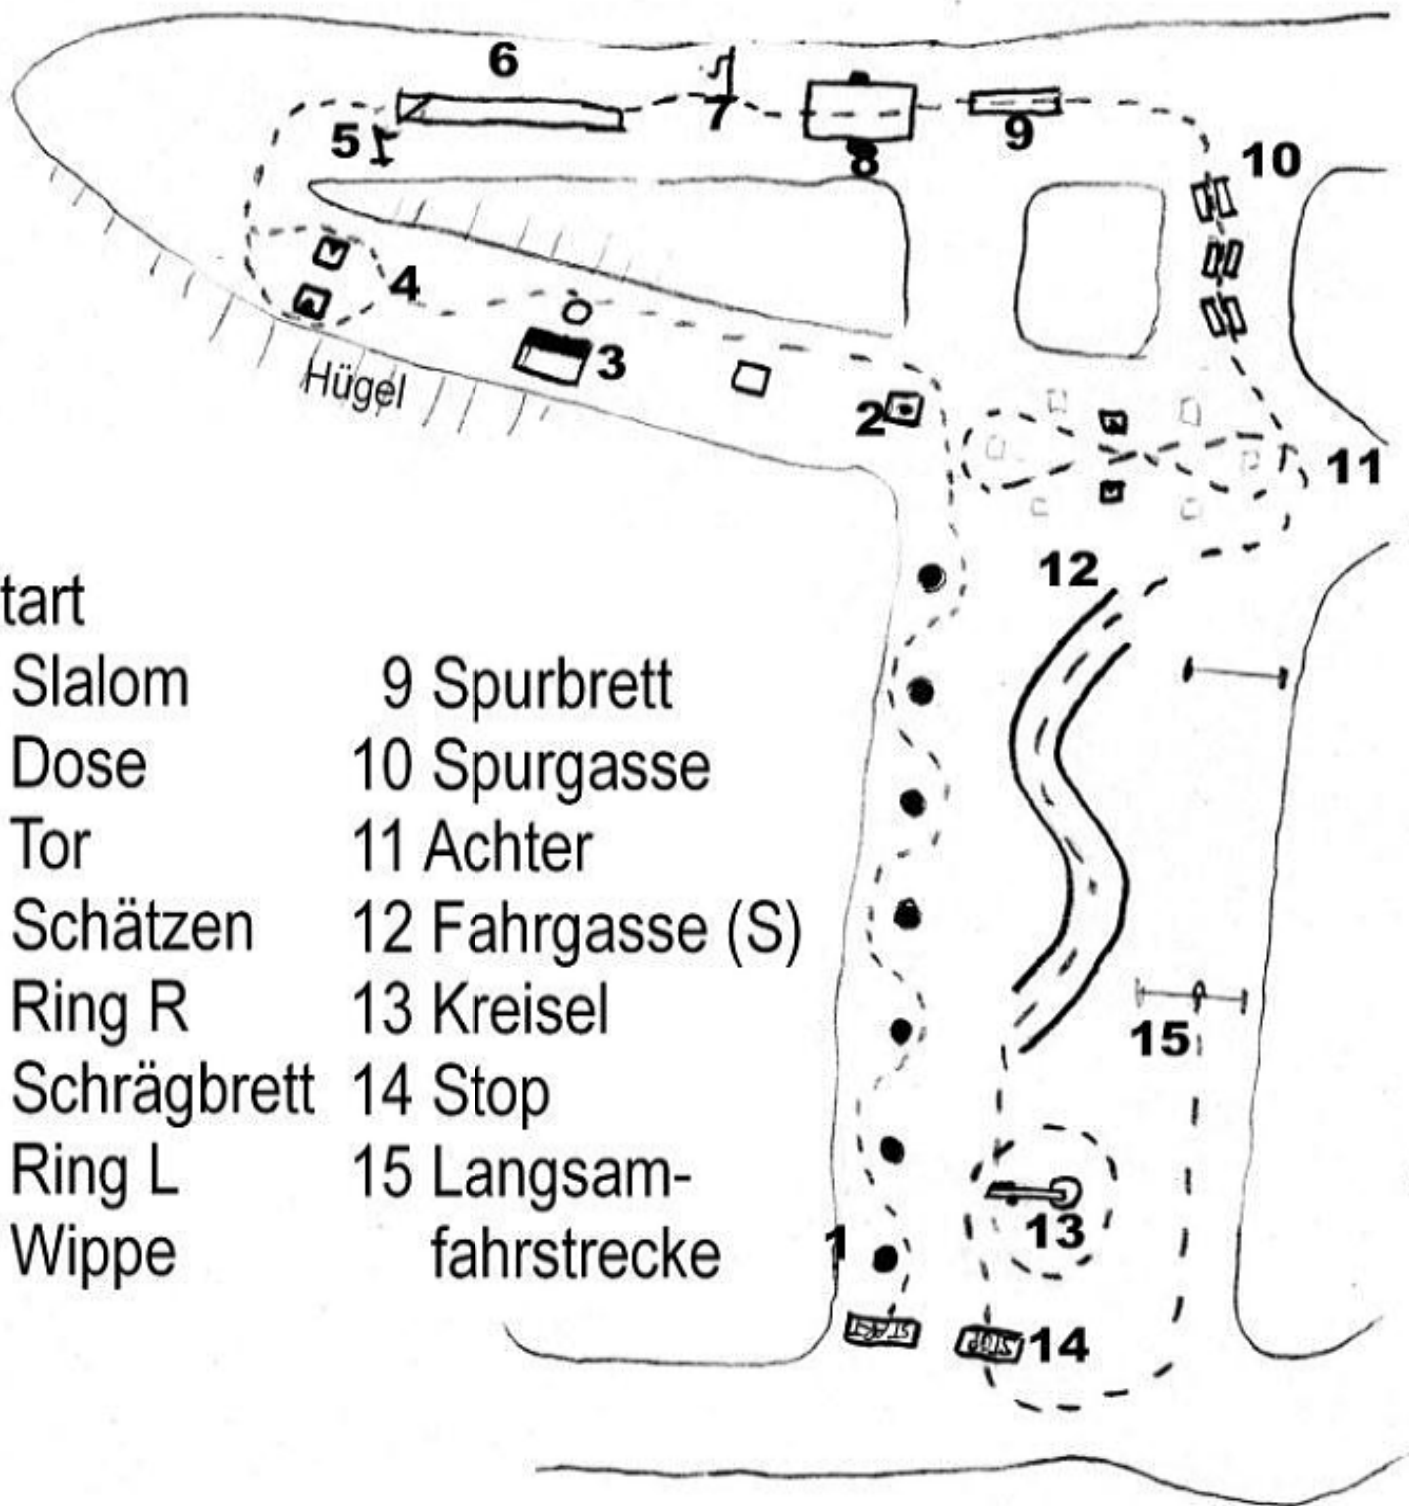 6
7
5
8
9
10
4
3
2
Hügel
11
12
tart
Slalom
Dose
Tor
Schätzen
Ring R
Schrägbrett
Ring L
Wippe
9 Spurbrett
10 Spurgasse
11 Achter
12 Fahrgasse (S)
13 Kreisel
14 Stop
15 Langsam-
fahrstrecke
15
13
1
START
STOP
14